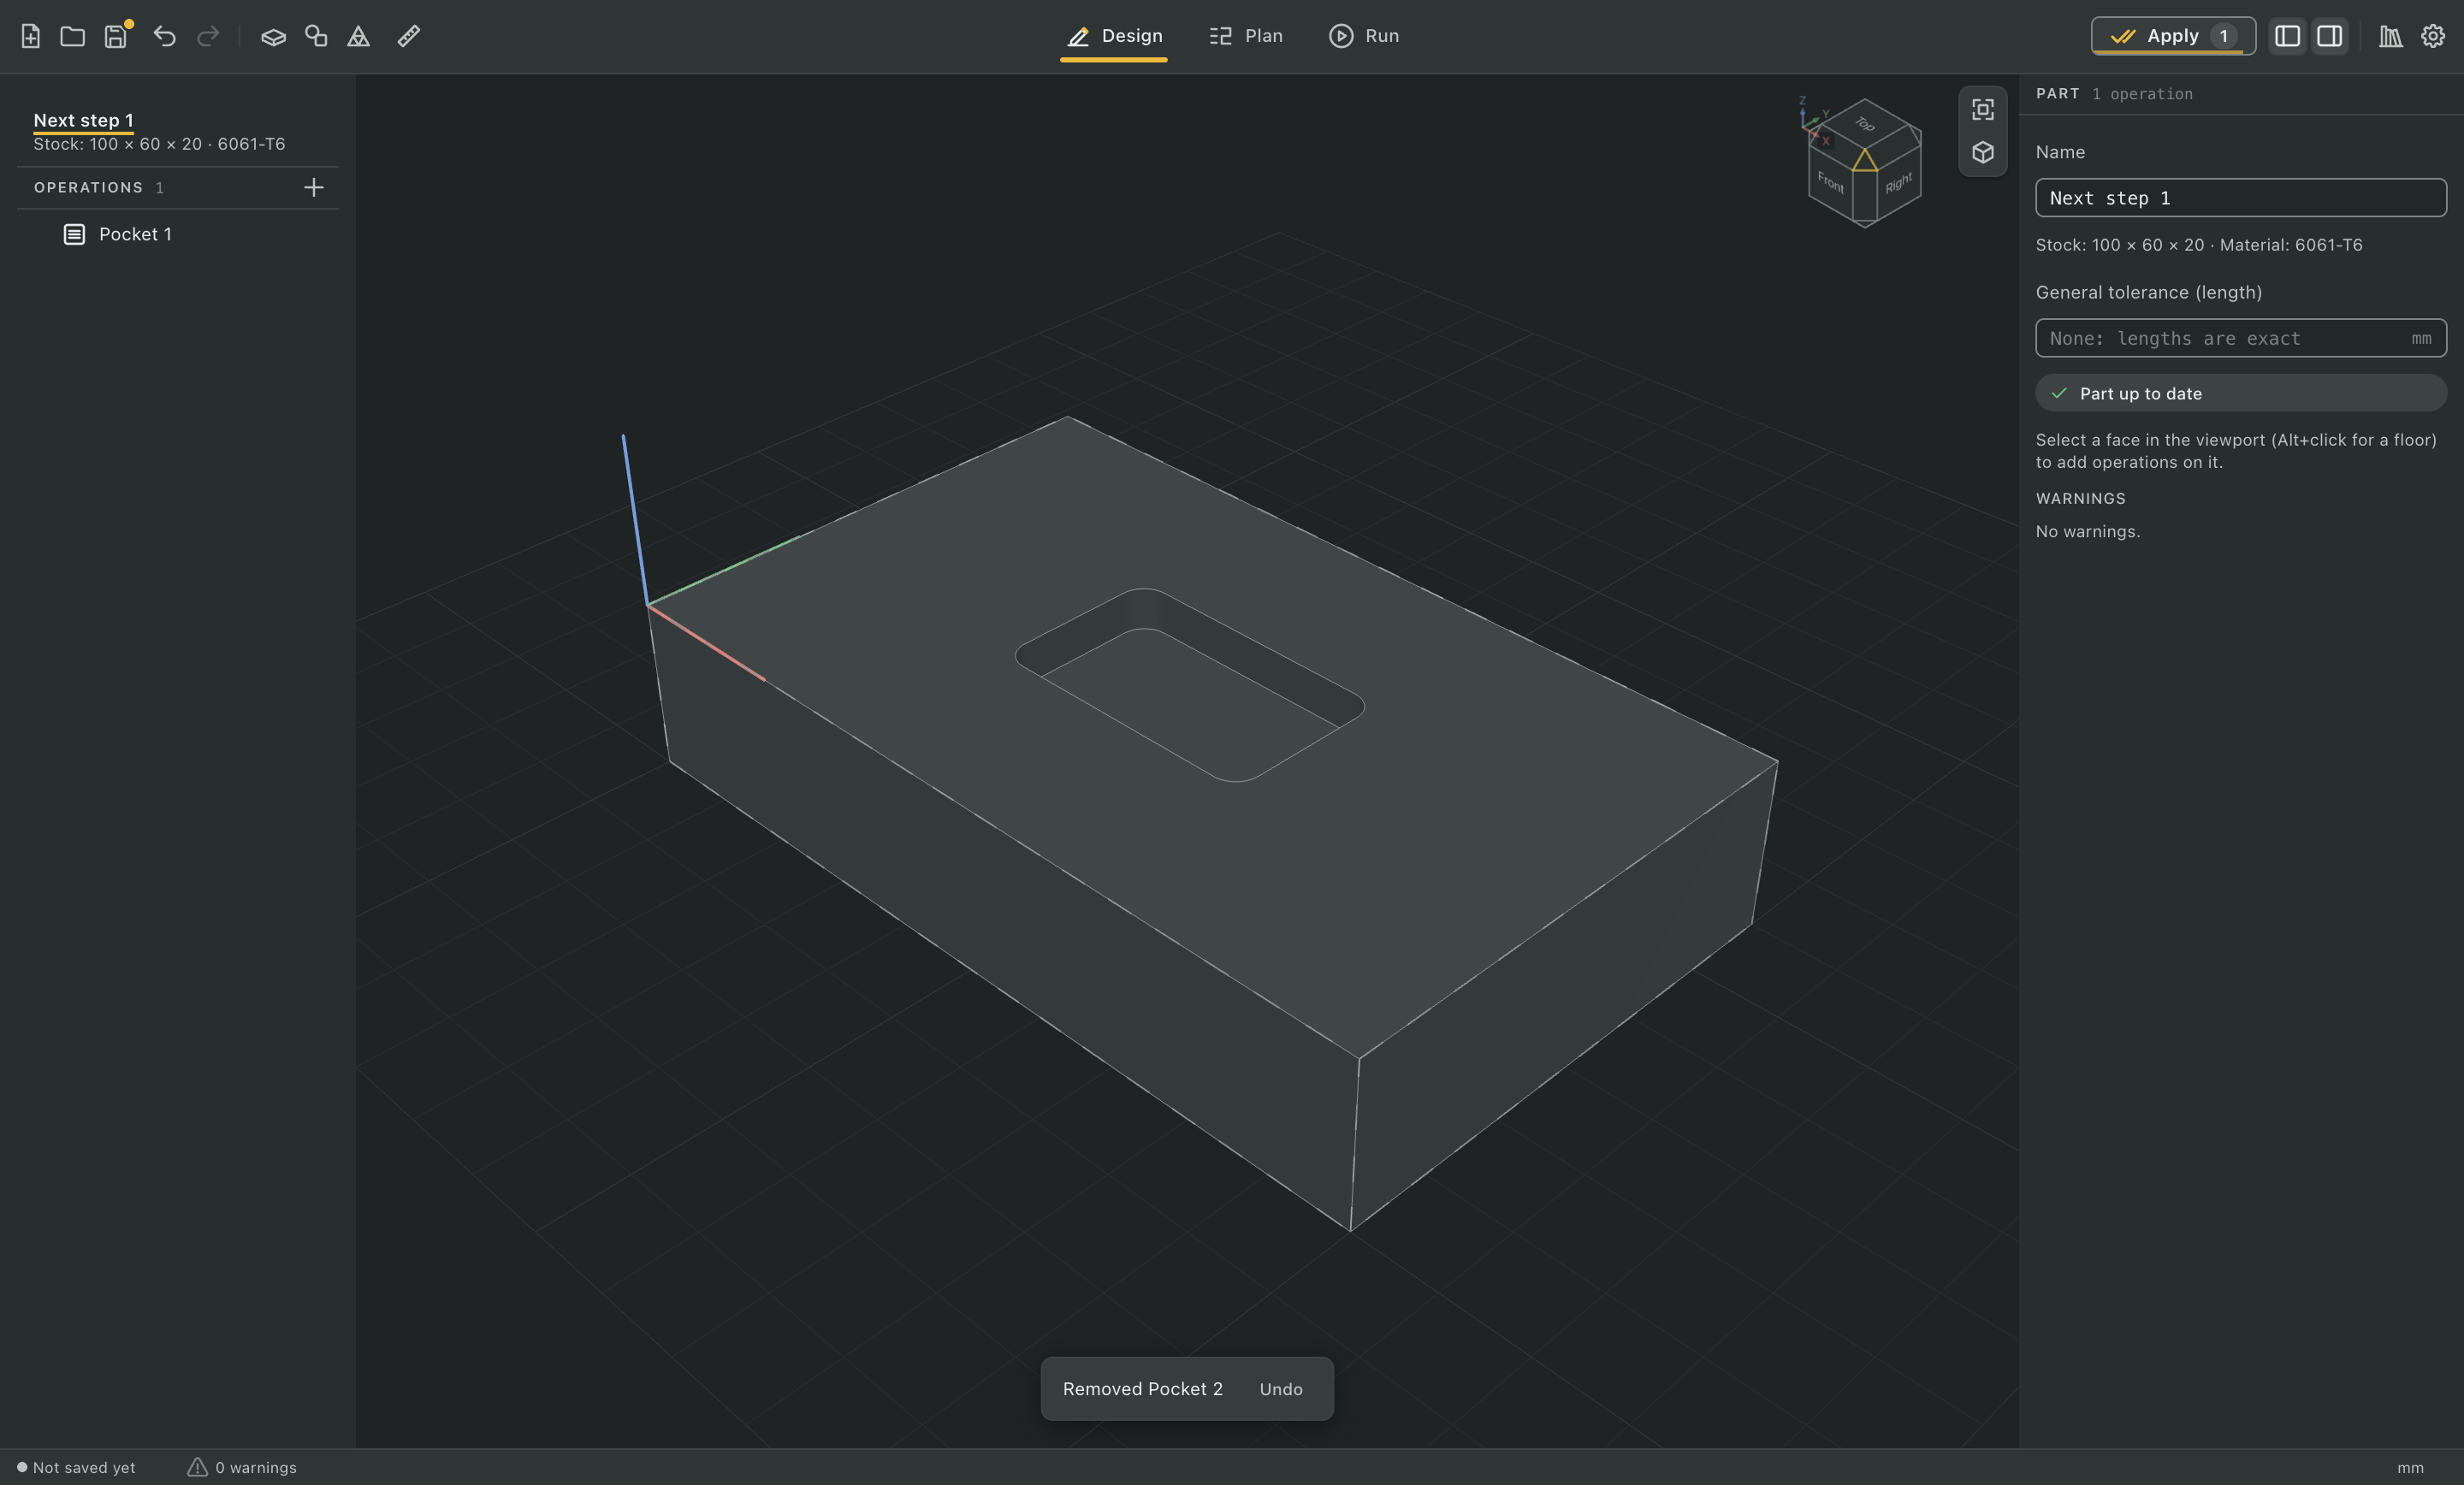 Design
Plan
Run
Apply 1
Next step 1
Stock: 100 × 60 × 20 · 6061-T6
OPERATIONS 1
Pocket 1
Z
Y
X
Top
Front
Right
PART 1 operation
Name
Next step 1
Stock: 100 × 60 × 20 · Material: 6061-T6
General tolerance (length)
None: lengths are exact mm
Part up to date
Select a face in the viewport (Alt+click for a floor)
to add operations on it.
WARNINGS
No warnings.
Removed Pocket 2 Undo
Not saved yet
0 warnings
mm